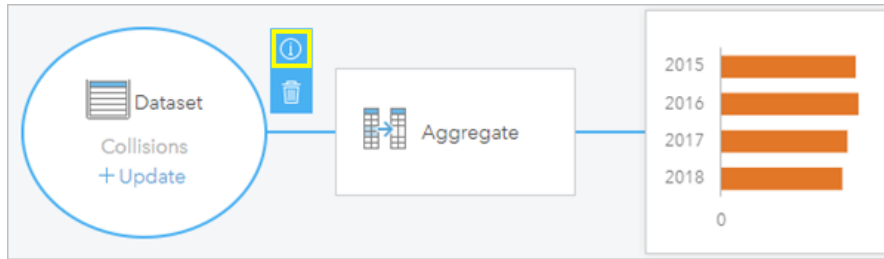 Dataset
Collisions
+ Update
Aggregate
2015
2016
2017
2018
0